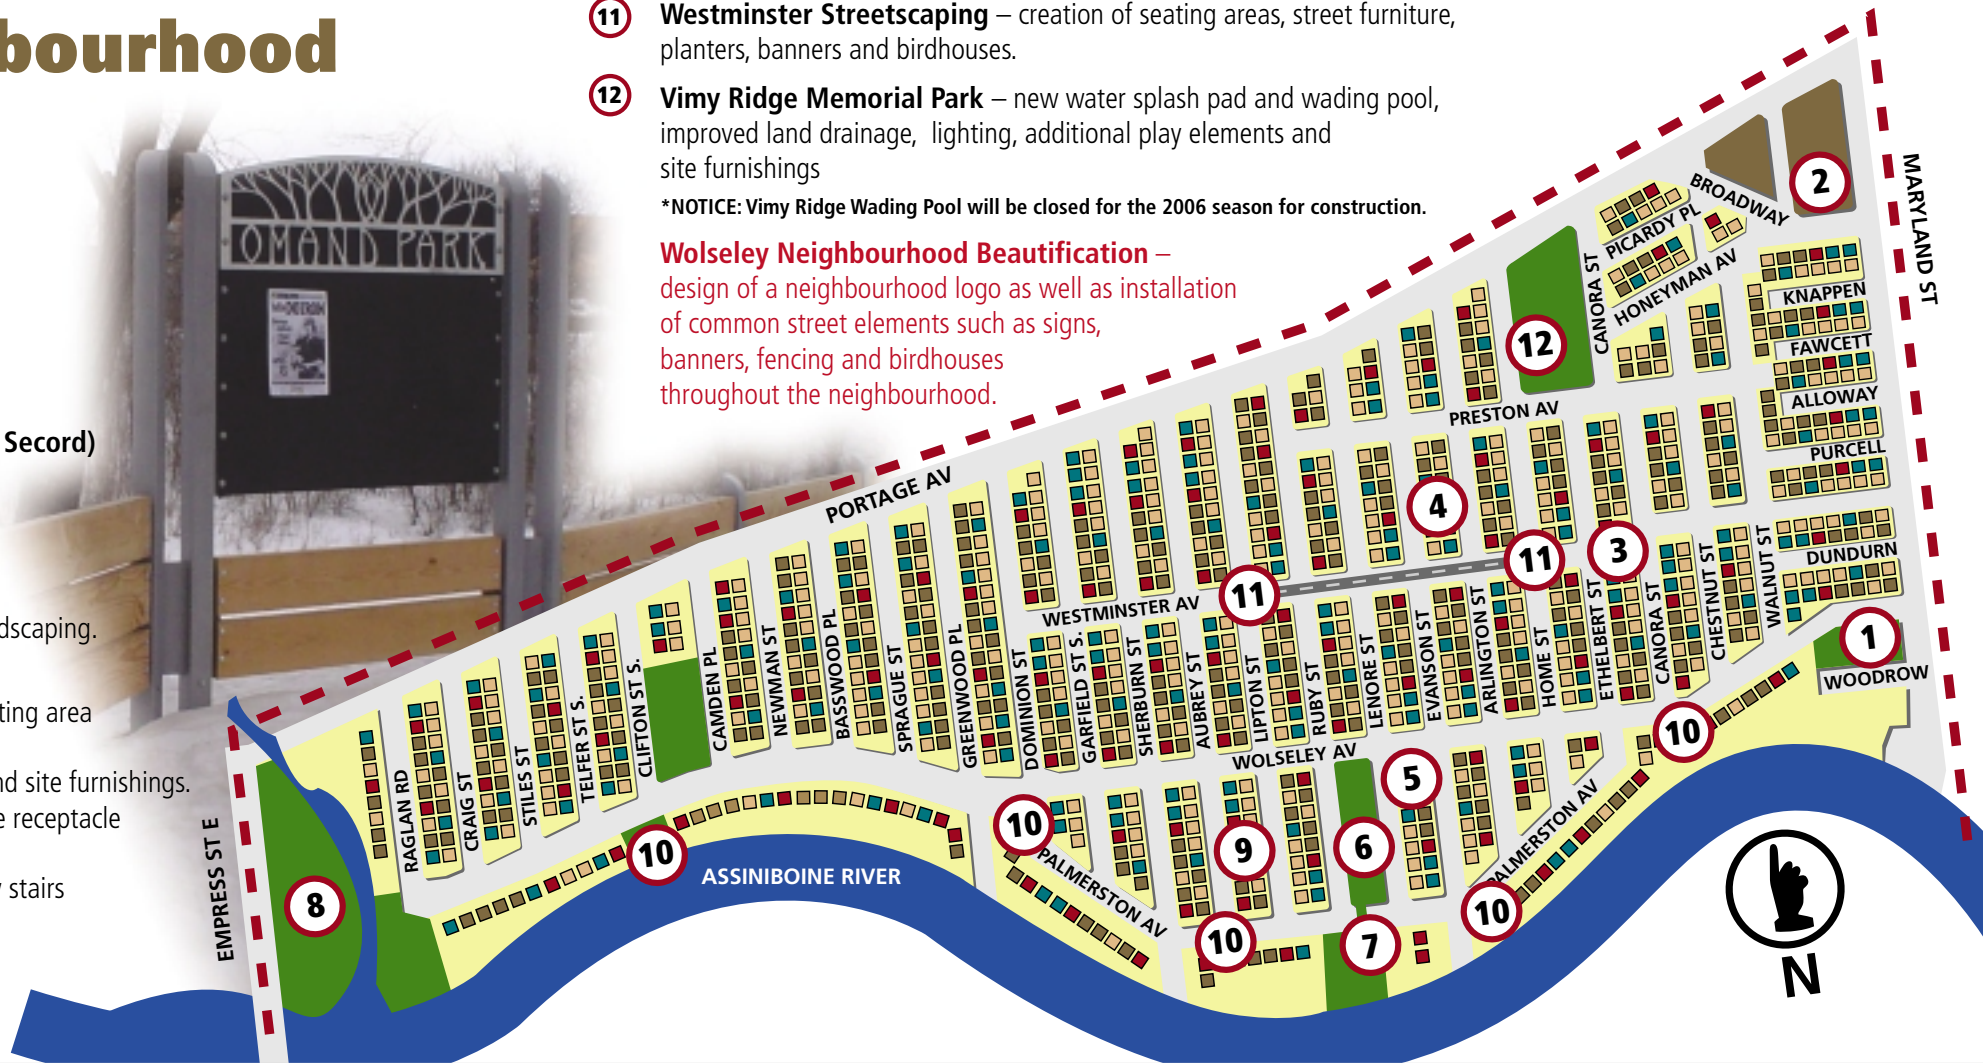 bourhood
11 Westminster Streetscaping – creation of seating areas, street furniture,
planters, banners and birdhouses.
12 Vimy Ridge Memorial Park – new water splash pad and wading pool,
improved land drainage, lighting, additional play elements and
site furnishings
*NOTICE: Vimy Ridge Wading Pool will be closed for the 2006 season for construction.
Wolseley Neighbourhood Beautification –
design of a neighbourhood logo as well as installation
of common street elements such as signs,
banners, fencing and birdhouses
throughout the neighbourhood.
OMAND PARK
Secord)
dscaping.
ting area
nd site furnishings.
e receptacle
y stairs
PORTAGE AV
MARYLAND ST
BROADWAY
PICARDY PL
HONEYMAN AV
CANORA ST
KNAPPEN
FAWCETT
ALLOWAY
PURCELL
PRESTON AV
DUNDURN
WOODROW
WESTMINSTER AV
WOLSELEY AV
EMPRESS ST E
RAGLAN RD
CRAIG ST
STILES ST
TELFER ST S.
CLIFTON ST S.
CAMDEN PL
NEWMAN ST
BASSWOOD PL
SPRAGUE ST
GREENWOOD PL
DOMINION ST
GARFIELD ST S.
SHERBURN ST
AUBREY ST
LIPTON ST
RUBY ST
LENORE ST
EVANSON ST
ARLINGTON ST
HOME ST
ETHELBERT ST
CANORA ST
CHESTNUT ST
WALNUT ST
PALMERSTON AV
PALMERSTON AV
ASSINIBOINE RIVER
2
12
4
11
11
3
1
10
5
10
9
6
10
10
10
7
8
N